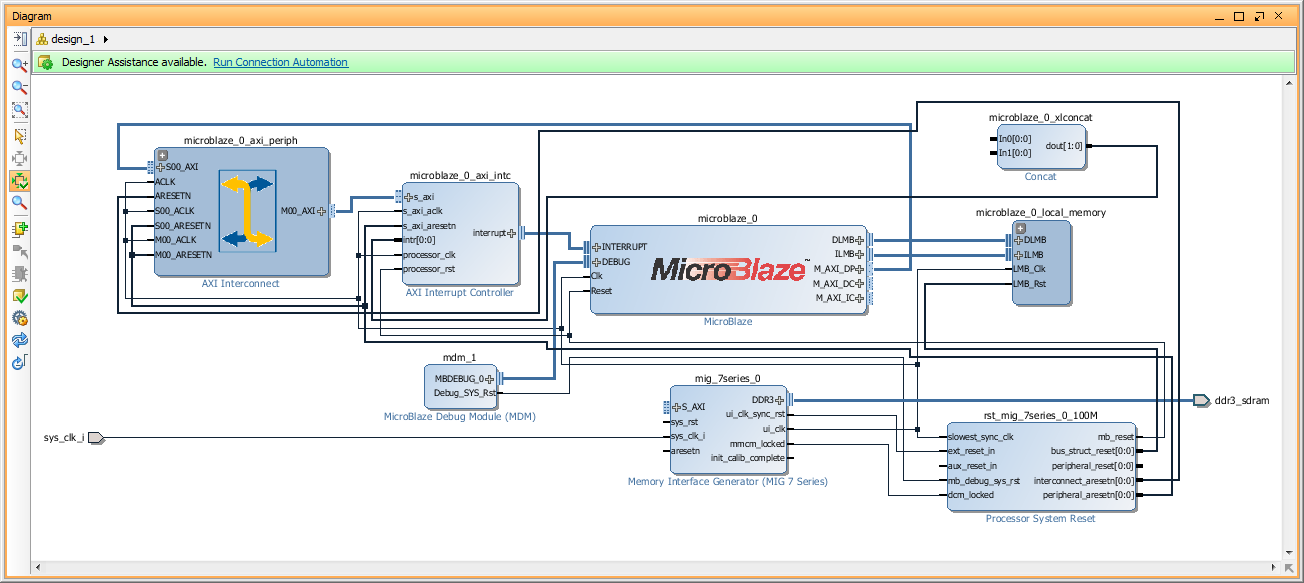 Diagram
design_1
Designer Assistance available. Run Connection Automation
microblaze_0_axi_periph
S00_AXI
ACLK
ARESETN
S00_ACLK
S00_ARESETN
M00_ACLK
M00_ARESETN
M00_AXI
AXI Interconnect
microblaze_0_axi_intc
s_axi
s_axi_aclk
s_axi_aresetn
intr[0:0]
processor_clk
processor_rst
interrupt
AXI Interrupt Controller
microblaze_0
INTERRUPT
DEBUG
Clk
Reset
MicroBlaze™
DLMB
ILMB
M_AXI_DP
M_AXI_DC
M_AXI_IC
MicroBlaze
microblaze_0_xlconcat
In0[0:0]
In1[0:0]
dout[1:0]
Concat
microblaze_0_local_memory
DLMB
ILMB
LMB_Clk
LMB_Rst
mdm_1
MBDEBUG_0
Debug_SYS_Rst
MicroBlaze Debug Module (MDM)
sys_clk_i
mig_7series_0
S_AXI
sys_rst
sys_clk_i
aresetn
DDR3
ui_clk_sync_rst
ui_clk
mmcm_locked
init_calib_complete
Memory Interface Generator (MIG 7 Series)
ddr3_sdram
rst_mig_7series_0_100M
slowest_sync_clk
ext_reset_in
aux_reset_in
mb_debug_sys_rst
dcm_locked
mb_reset
bus_struct_reset[0:0]
peripheral_reset[0:0]
interconnect_aresetn[0:0]
peripheral_aresetn[0:0]
Processor System Reset